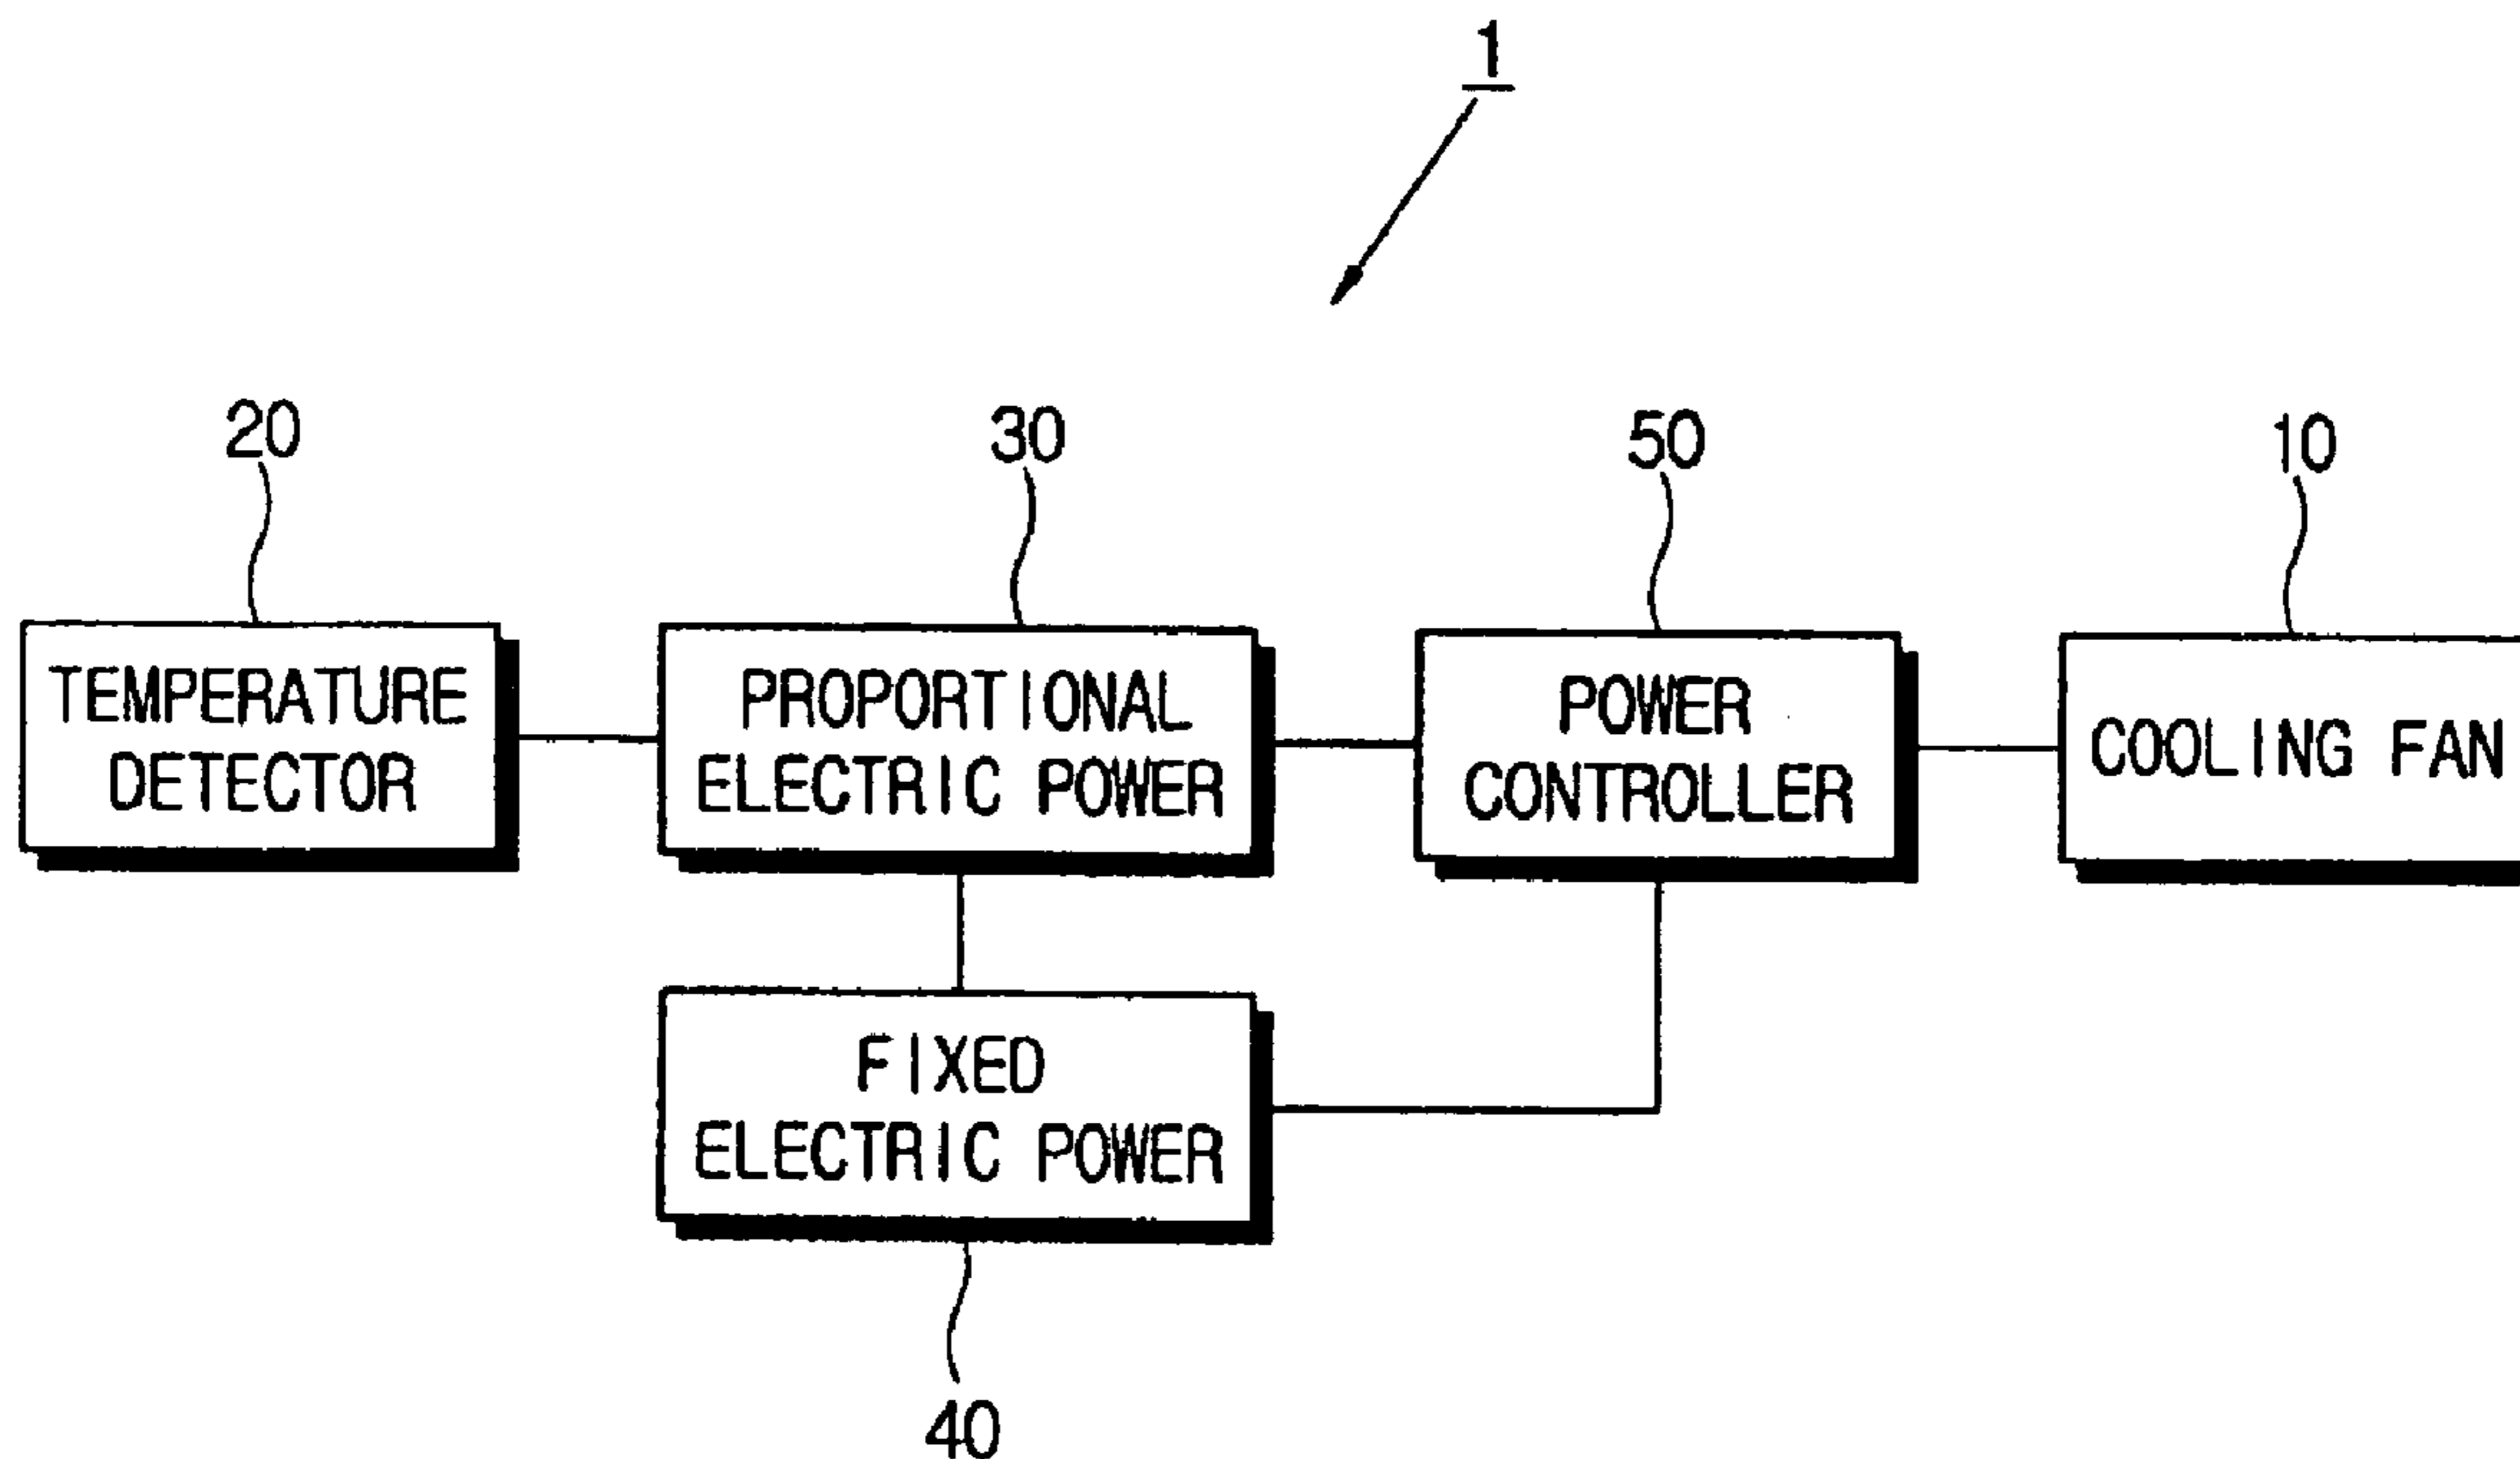 1
20
30
50
10
TEMPERATURE
DETECTOR
PROPORTIONAL
ELECTRIC POWER
POWER
CONTROLLER
COOLING FAN
FIXED
ELECTRIC POWER
40